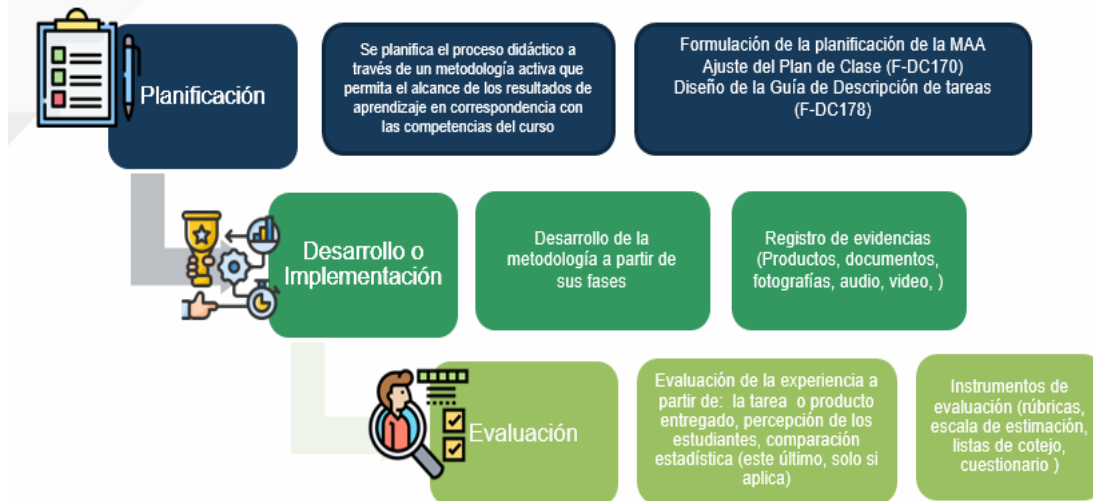 Planificación
Se planifica el proceso didáctico a
través de un metodología activa que
permita el alcance de los resultados de
aprendizaje en correspondencia con
las competencias del curso
Formulación de la planificación de la MAA
Ajuste del Plan de Clase (F-DC170)
Diseño de la Guía de Descripción de tareas
(F-DC178)
Desarrollo o
Implementación
Desarrollo de la
metodología a partir de
sus fases
Registro de evidencias
(Productos, documentos,
fotografías, audio, video, )
Evaluación
Evaluación de la experiencia a
partir de: la tarea o producto
entregado, percepción de los
estudiantes, comparación
estadística (este último, solo si
aplica)
Instrumentos de
evaluación (rúbricas,
escala de estimación,
listas de cotejo,
cuestionario )